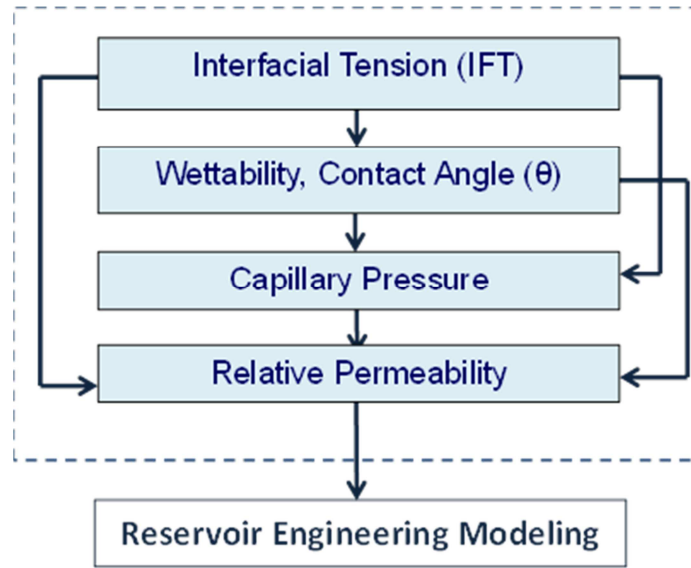 Interfacial Tension (IFT)
Wettability, Contact Angle (θ)
Capillary Pressure
Relative Permeability
Reservoir Engineering Modeling